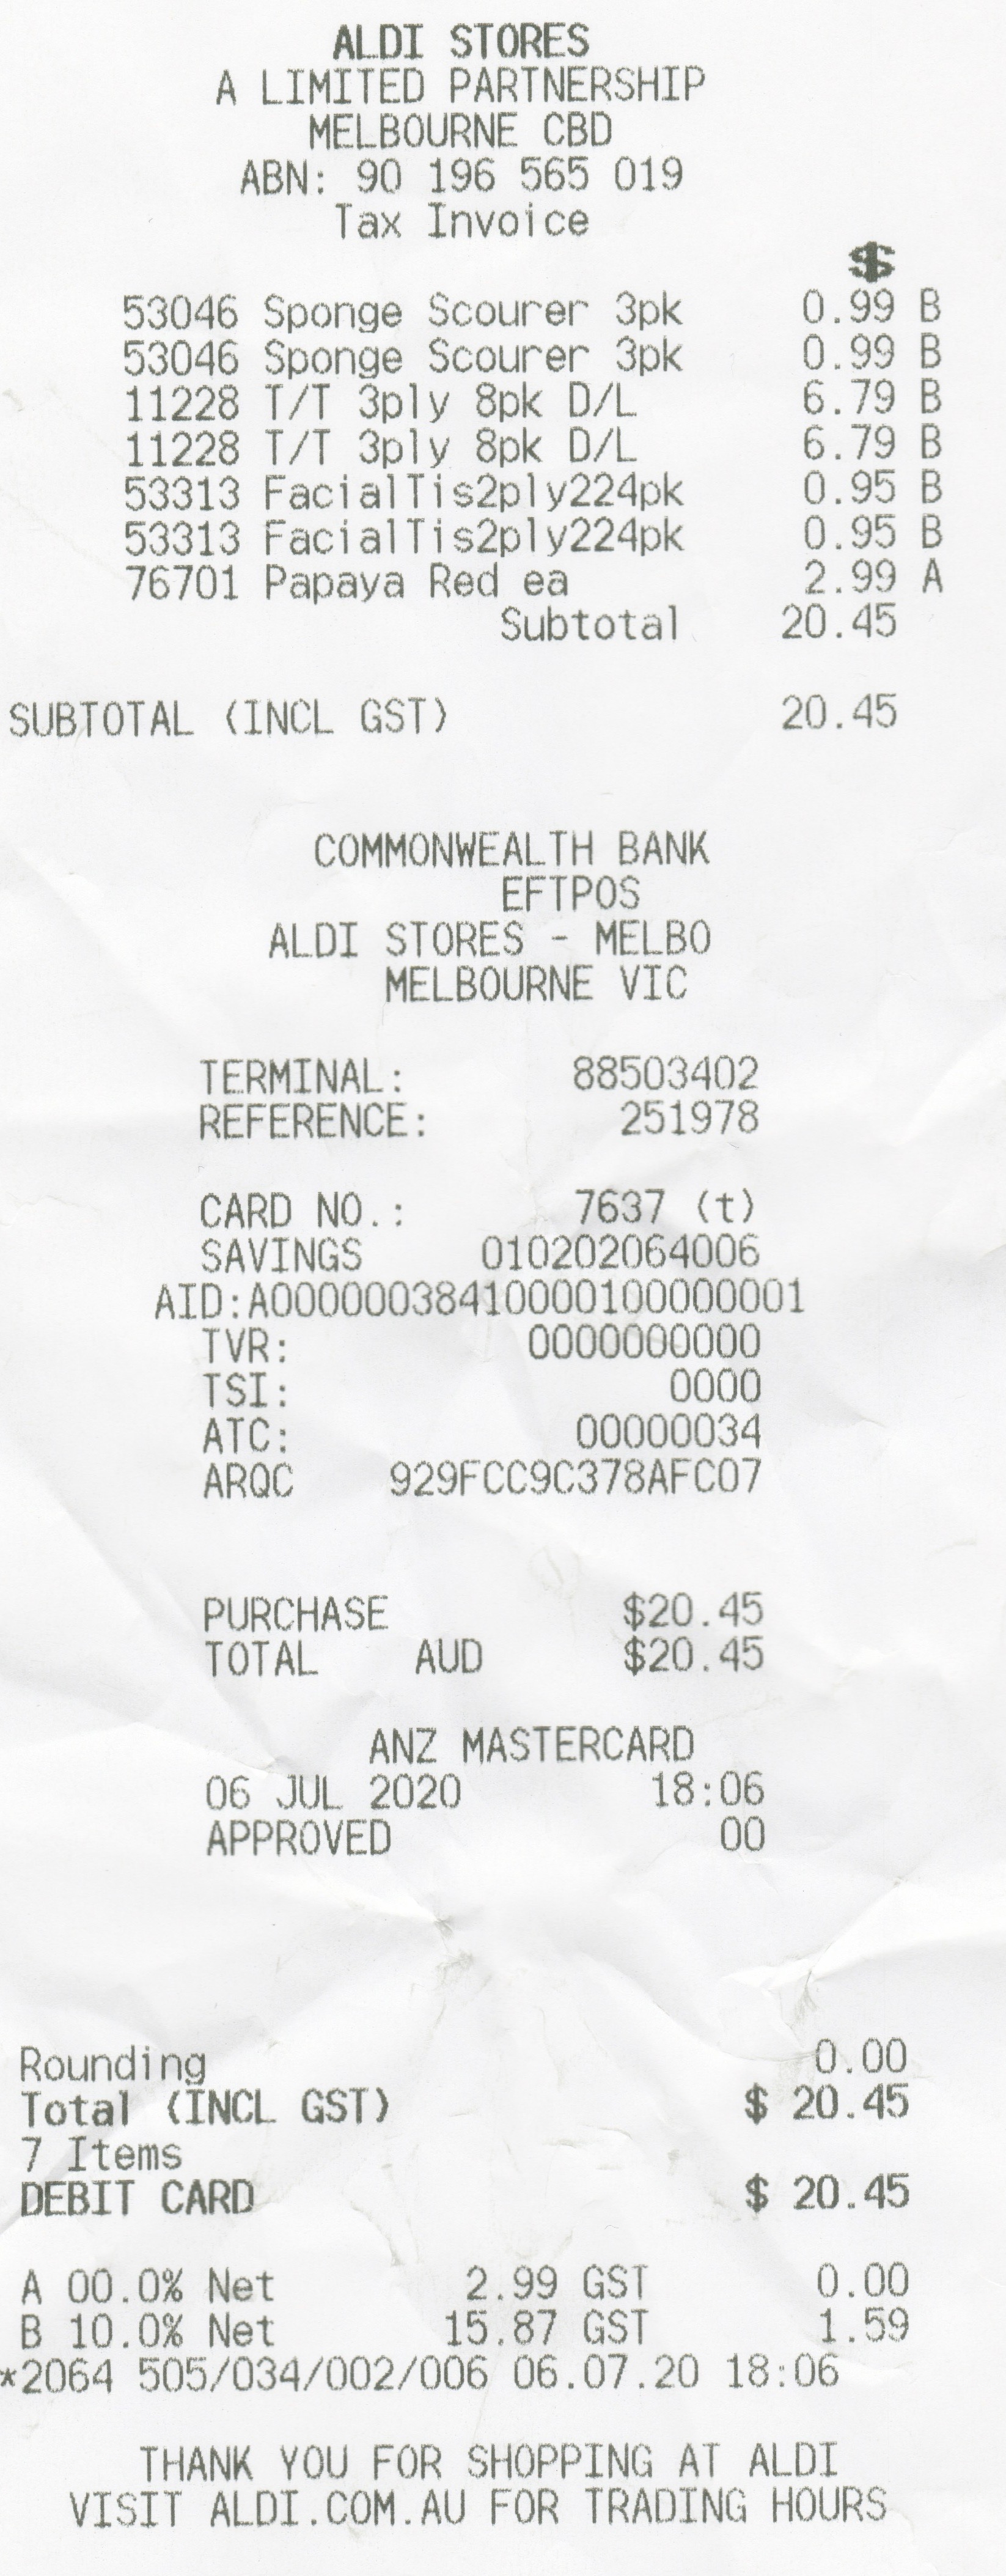 ALDI STORES
A LIMITED PARTNERSHIP
MELBOURNE CBD
ABN: 90 196 565 019
Tax Invoice
$
53046 Sponge Scourer 3pk 0.99 B
53046 Sponge Scourer 3pk 0.99 B
11228 T/T 3ply 8pk D/L 6.79 B
11228 T/T 3ply 8pk D/L 6.79 B
53313 FacialTis2ply224pk 0.95 B
53313 FacialTis2ply224pk 0.95 B
76701 Papaya Red ea 2.99 A
Subtotal 20.45
SUBTOTAL (INCL GST) 20.45
COMMONWEALTH BANK
EFTPOS
ALDI STORES - MELBO
MELBOURNE VIC
TERMINAL: 88503402
REFERENCE: 251978
CARD NO.: 7637 (t)
SAVINGS 010202064006
AID:A000000038410000100000001
TVR: 0000000000
TSI: 0000
ATC: 00000034
ARQC 929FCC9C378AFC07
PURCHASE $20.45
TOTAL AUD $20.45
ANZ MASTERCARD
06 JUL 2020 18:06
APPROVED 00
Rounding 0.00
Total (INCL GST) $ 20.45
7 Items
DEBIT CARD $ 20.45
A 00.0% Net 2.99 GST 0.00
B 10.0% Net 15.87 GST 1.59
*2064 505/034/002/006 06.07.20 18:06
THANK YOU FOR SHOPPING AT ALDI
VISIT ALDI.COM.AU FOR TRADING HOURS